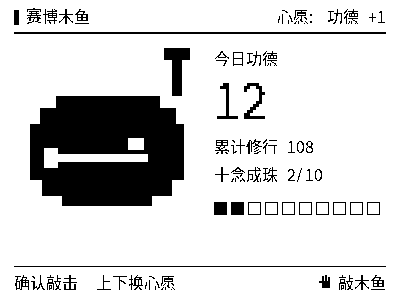 赛博木鱼 心愿: 功德 +1
今日功德
12
累计修行 108
十念成珠 2/10
确认敲击 上下换心愿 敲木鱼